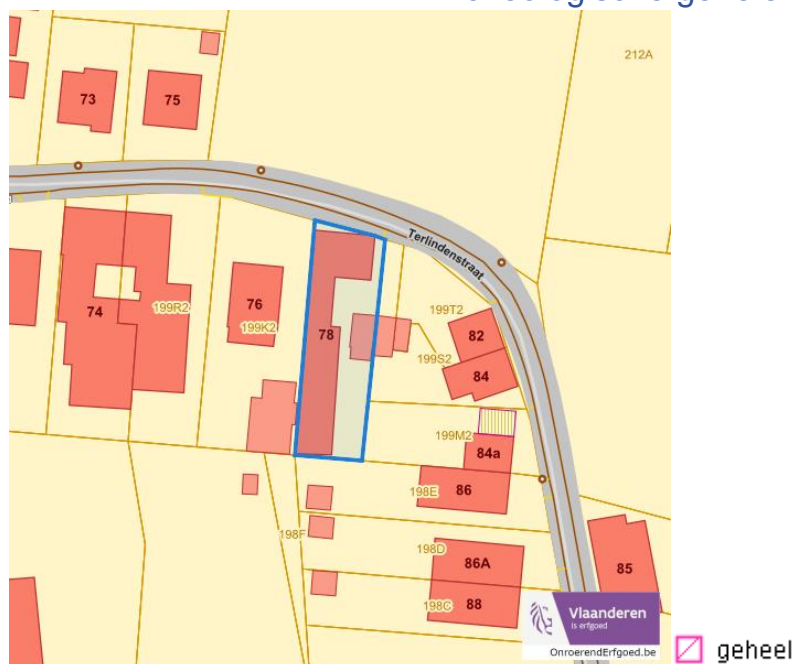 212A
73
75
Terlindenstraat
74
199R2
76
199K2
78
199T2
82
199S2
84
199M2
84a
198E
86
198F
198D
86A
85
198C
88
Vlaanderen
is erfgoed
OnroerendErfgoed.be
geheel